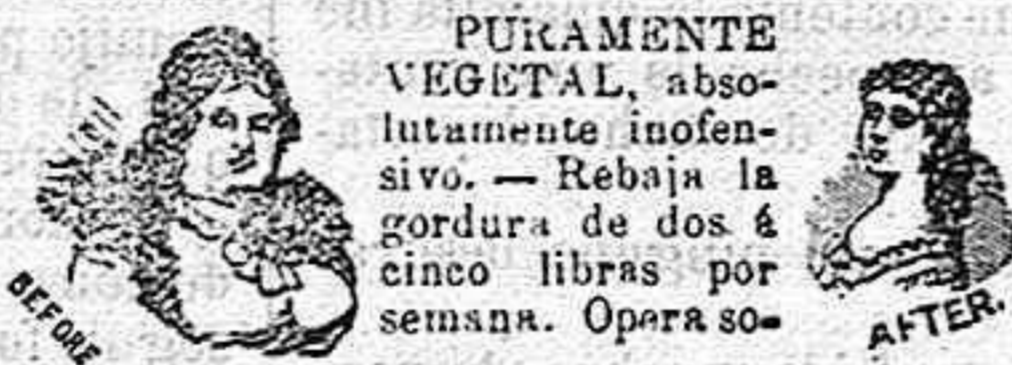 PURAMENTE
VEGETAL, abso-
lutamente inofen-
sivo. — Rebaja la
gordura de dos á
cinco libras por
semana. Opera so-
BEFORE
AFTER.